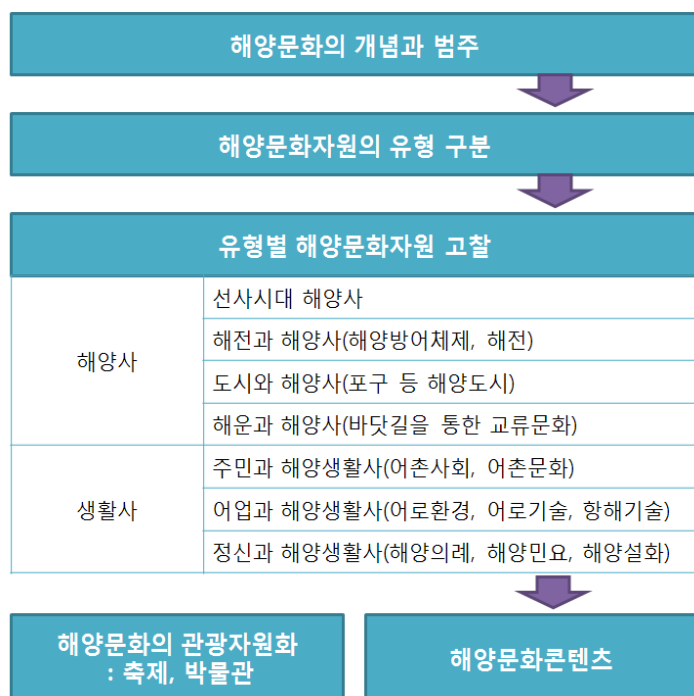 해양문화의 개념과 범주
해양문화자원의 유형 구분
유형별 해양문화자원 고찰
해양사
선사시대 해양사
해전과 해양사(해양방어체제, 해전)
도시와 해양사(포구 등 해양도시)
해운과 해양사(바닷길을 통한 교류문화)
생활사
주민과 해양생활사(어촌사회, 어촌문화)
어업과 해양생활사(어로환경, 어로기술, 항해기술)
정신과 해양생활사(해양의례, 해양민요, 해양설화)
해양문화의 관광자원화
: 축제, 박물관
해양문화콘텐츠